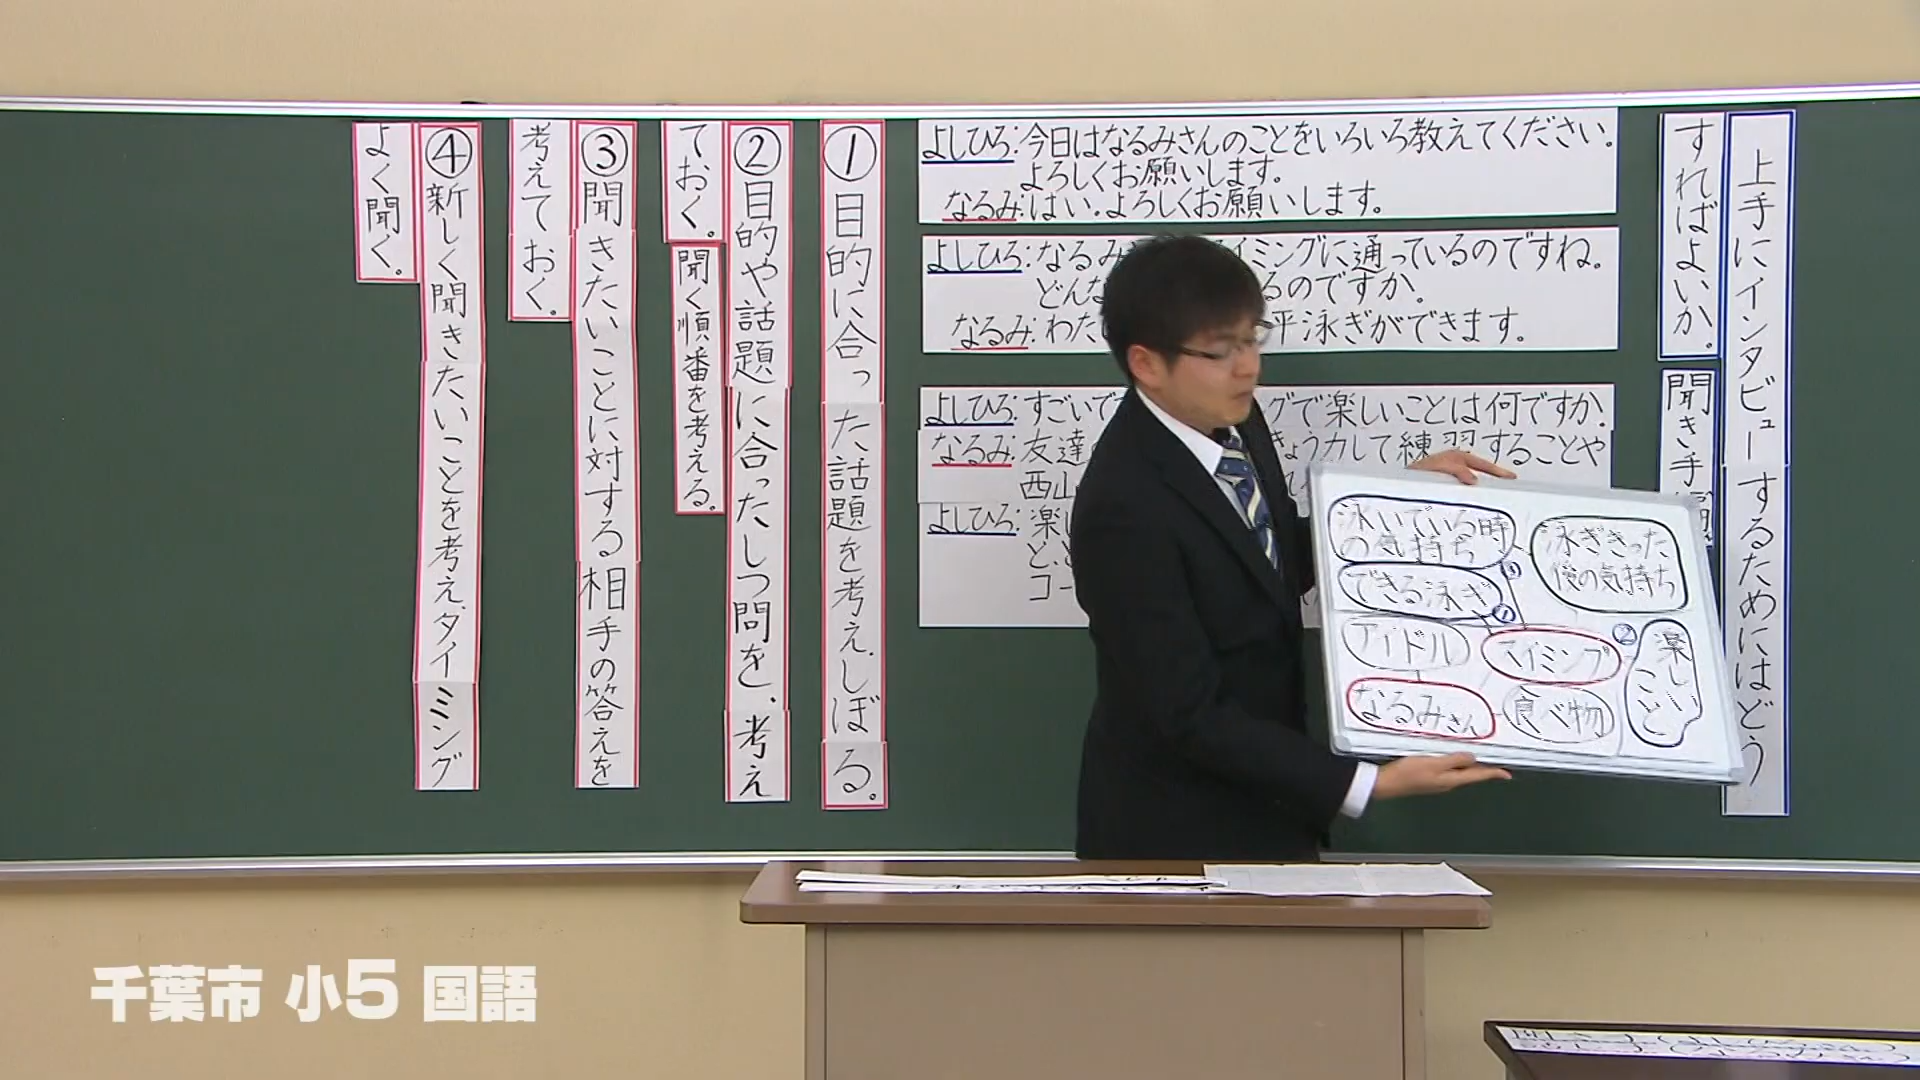 上手にインタビューするためにはどう
すればよいか。
聞き手
よしひろ:今日はなるみさんのことをいろいろ教えてください。
よろしくお願いします。
なるみ:はい。よろしくお願いします。
よしひろ:なるみ
イミングに通っているのですね。
どんな
るのですか。
なるみ:わた
平泳ぎができます。
よしひろ:すごいで
グで楽しいことは何ですか。
なるみ:友達
きょう力して練習することや
西山
よしひろ:楽し
ど、ど
コー
①目的に合った話題を考え、しぼる。
②目的や話題に合ったしつ問を、考え
ておく。
聞く順番を考える。
③聞きたいことに対する相手の答えを
考えておく。
④新しく聞きたいことを考え、タイミング
よく聞く。
泳いでいる時
の気持ち
泳ぎきった
後の気持ち
③
できる泳ぎ
①
アイドル
スイミング
②
楽しい
こと
なるみさん
食べ物
千葉市 小5 国語